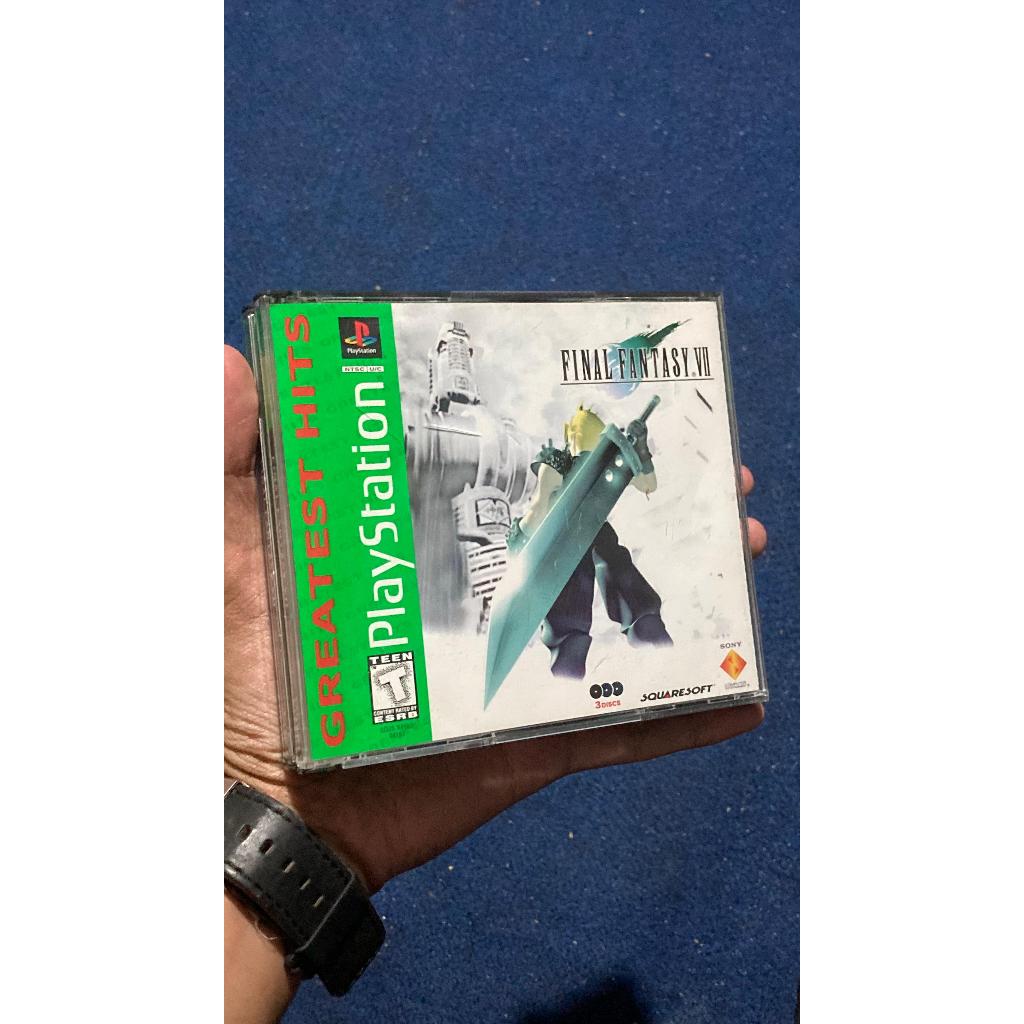 GREATEST HITS
PlayStation
NTSC U/C
PlayStation
TEEN
T
CONTENT RATED BY
ESRB
FINAL FANTASY VII
3 DISCS
SQUARESOFT
SONY